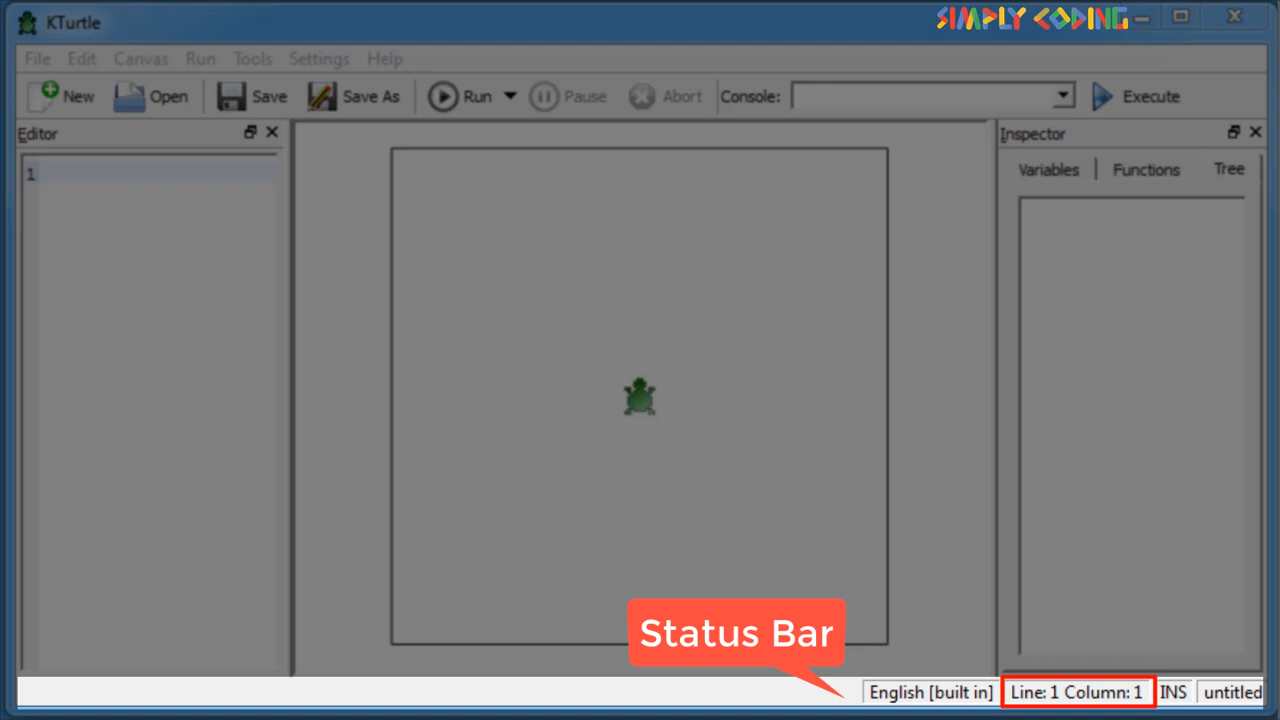 KTurtle
SIMPLY CODING
File Edit Canvas Run Tools Settings Help
New Open Save Save As Run Pause Abort Console: Execute
Editor
Inspector
1
Variables Functions Tree
Status Bar
English [built in] Line: 1 Column: 1 INS untitled